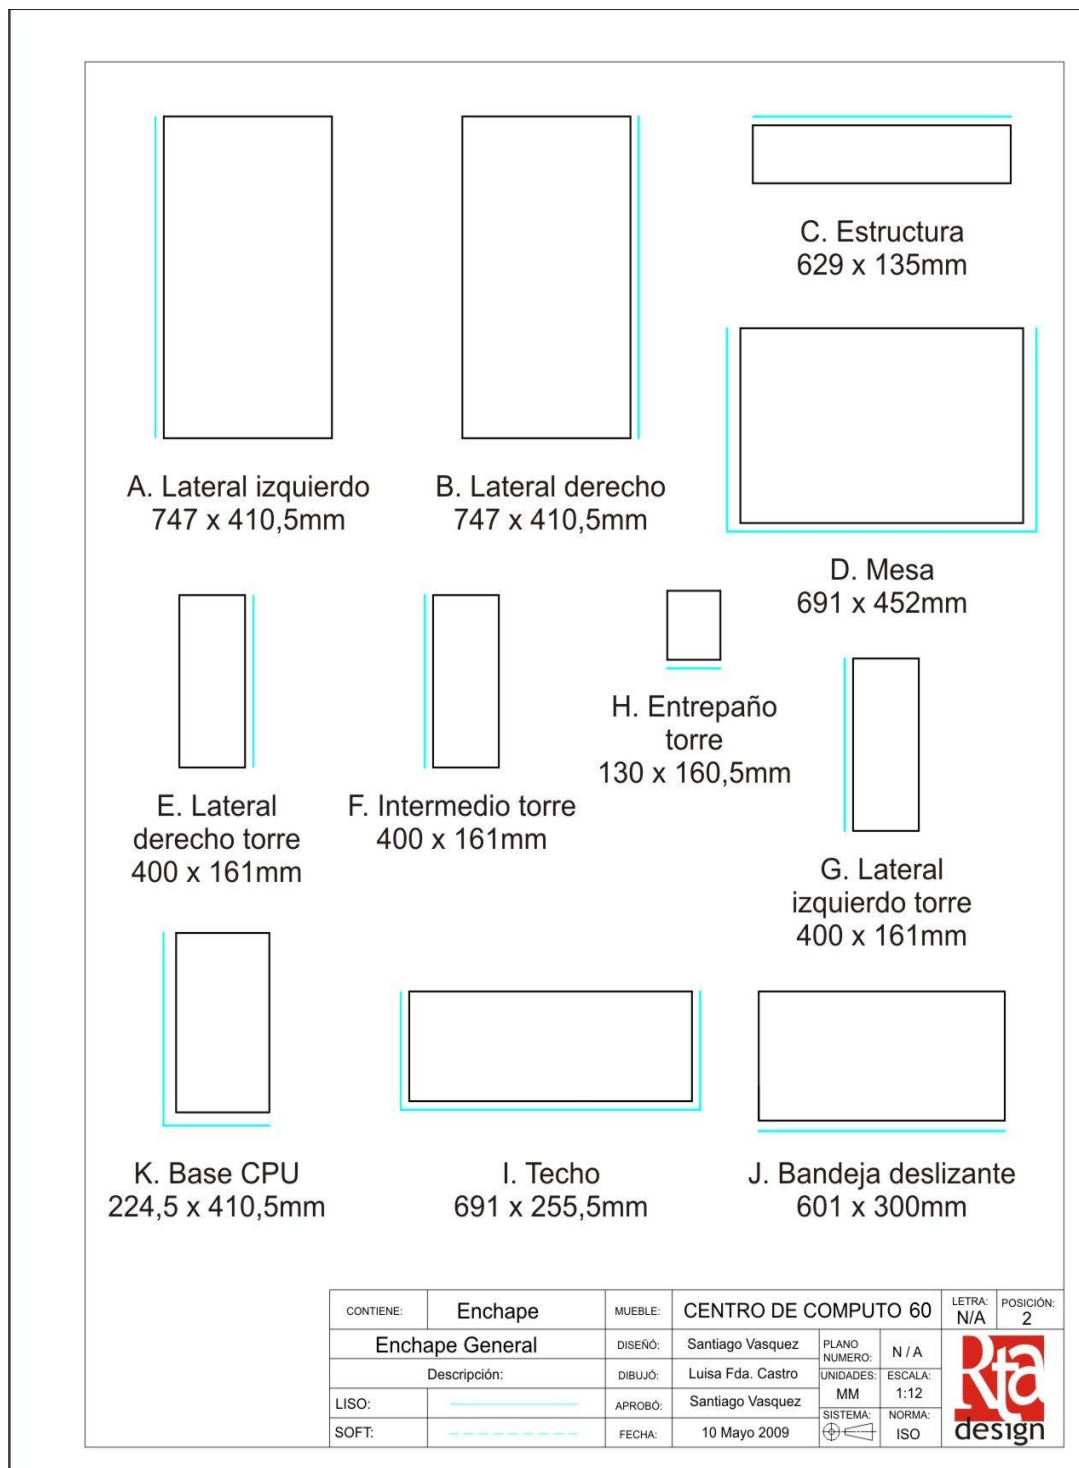 C. Estructura
629 x 135mm
A. Lateral izquierdo
747 x 410,5mm
B. Lateral derecho
747 x 410,5mm
D. Mesa
691 x 452mm
H. Entrepaño
torre
130 x 160,5mm
E. Lateral
derecho torre
400 x 161mm
F. Intermedio torre
400 x 161mm
G. Lateral
izquierdo torre
400 x 161mm
K. Base CPU
224,5 x 410,5mm
I. Techo
691 x 255,5mm
J. Bandeja deslizante
601 x 300mm
CONTIENE: Enchape MUEBLE: CENTRO DE COMPUTO 60 LETRA: N/A POSICIÓN: 2
Enchape General DISEÑÓ: Santiago Vasquez PLANO NUMERO: N / A
Descripción: DIBUJÓ: Luisa Fda. Castro UNIDADES: MM ESCALA: 1:12
LISO: APROBÓ: Santiago Vasquez SISTEMA: NORMA: ISO
SOFT: FECHA: 10 Mayo 2009
Rta
design